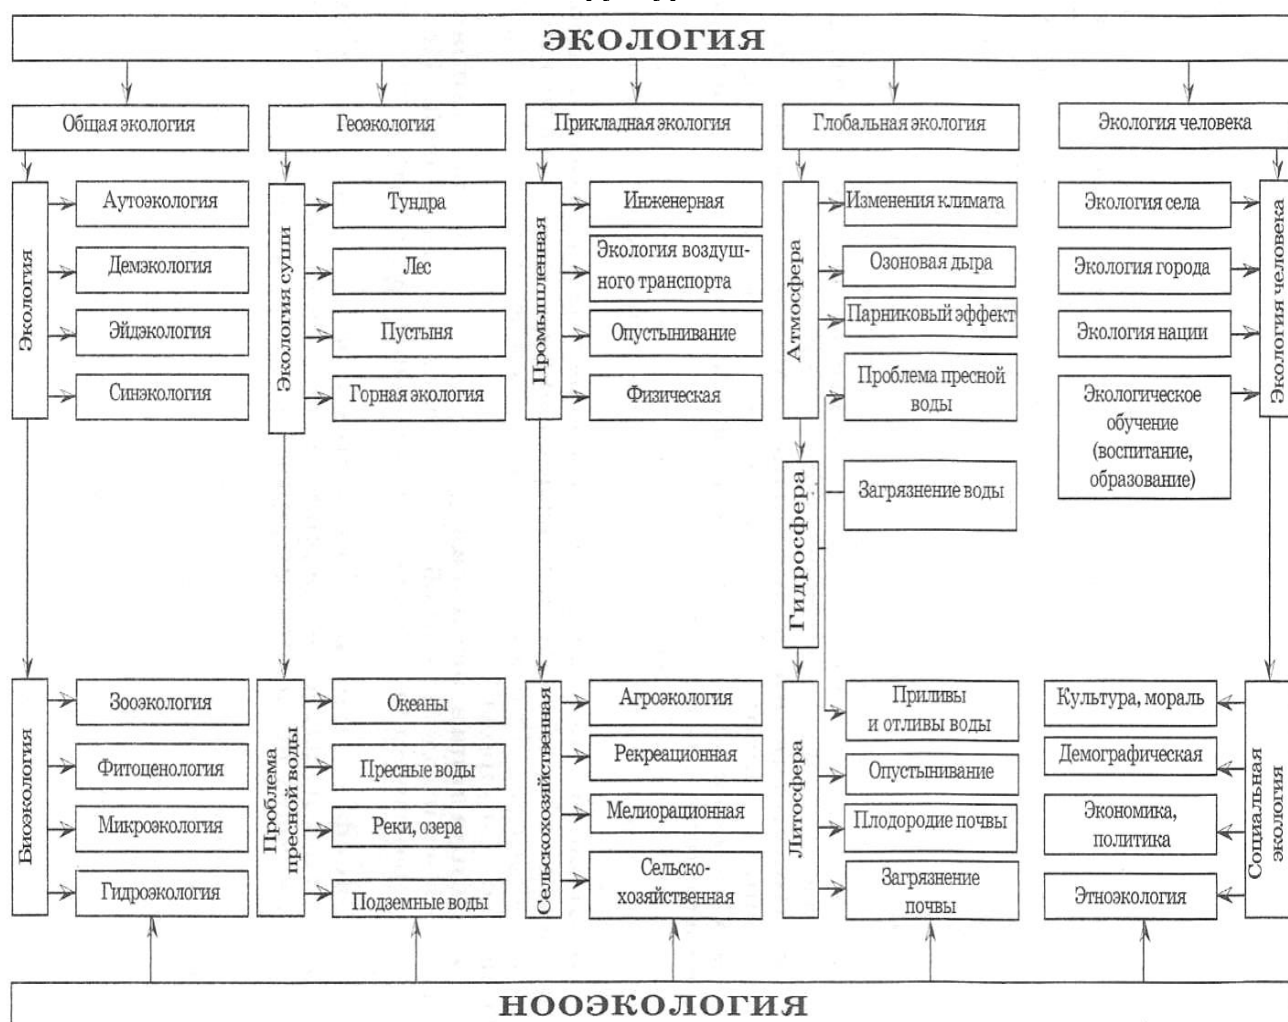 ЭКОЛОГИЯ
Общая экология
Геоэкология
Прикладная экология
Глобальная экология
Экология человека
Экология
Аутоэкология
Демэкология
Эйдэкология
Синэкология
Экология суши
Тундра
Лес
Пустыня
Горная экология
Промышленная
Инженерная
Экология воздуш-
ного транспорта
Опустынивание
Физическая
Атмосфера
Изменения климата
Озоновая дыра
Парниковый эффект
Проблема пресной
воды
Гидросфера
Загрязнение воды
Экология села
Экология города
Экология нации
Экологическое
обучение
(воспитание,
образование)
Экология человека
Биоэкология
Зооэкология
Фитоценология
Микроэкология
Гидроэкология
Проблема
пресной воды
Океаны
Пресные воды
Реки, озера
Подземные воды
Сельскохозяйственная
Агроэкология
Рекреационная
Мелиорационная
Сельско-
хозяйственная
Литосфера
Приливы
и отливы воды
Опустынивание
Плодородие почвы
Загрязнение
почвы
Культура, мораль
Демографическая
Экономика,
политика
Этноэкология
Социальная
экология
НООЭКОЛОГИЯ